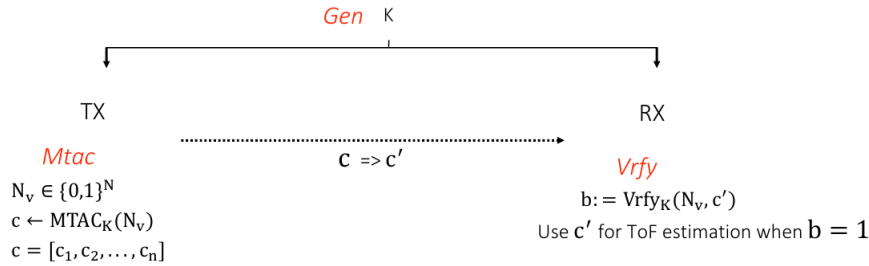 Gen K
TX
RX
c => c′
Mtac
N_v ∈ {0,1}^N
c ← MTAC_K(N_v)
c = [c_1, c_2, . . . , c_n]
Vrfy
b: = Vrfy_K(N_v, c′)
Use c′ for ToF estimation when b = 1